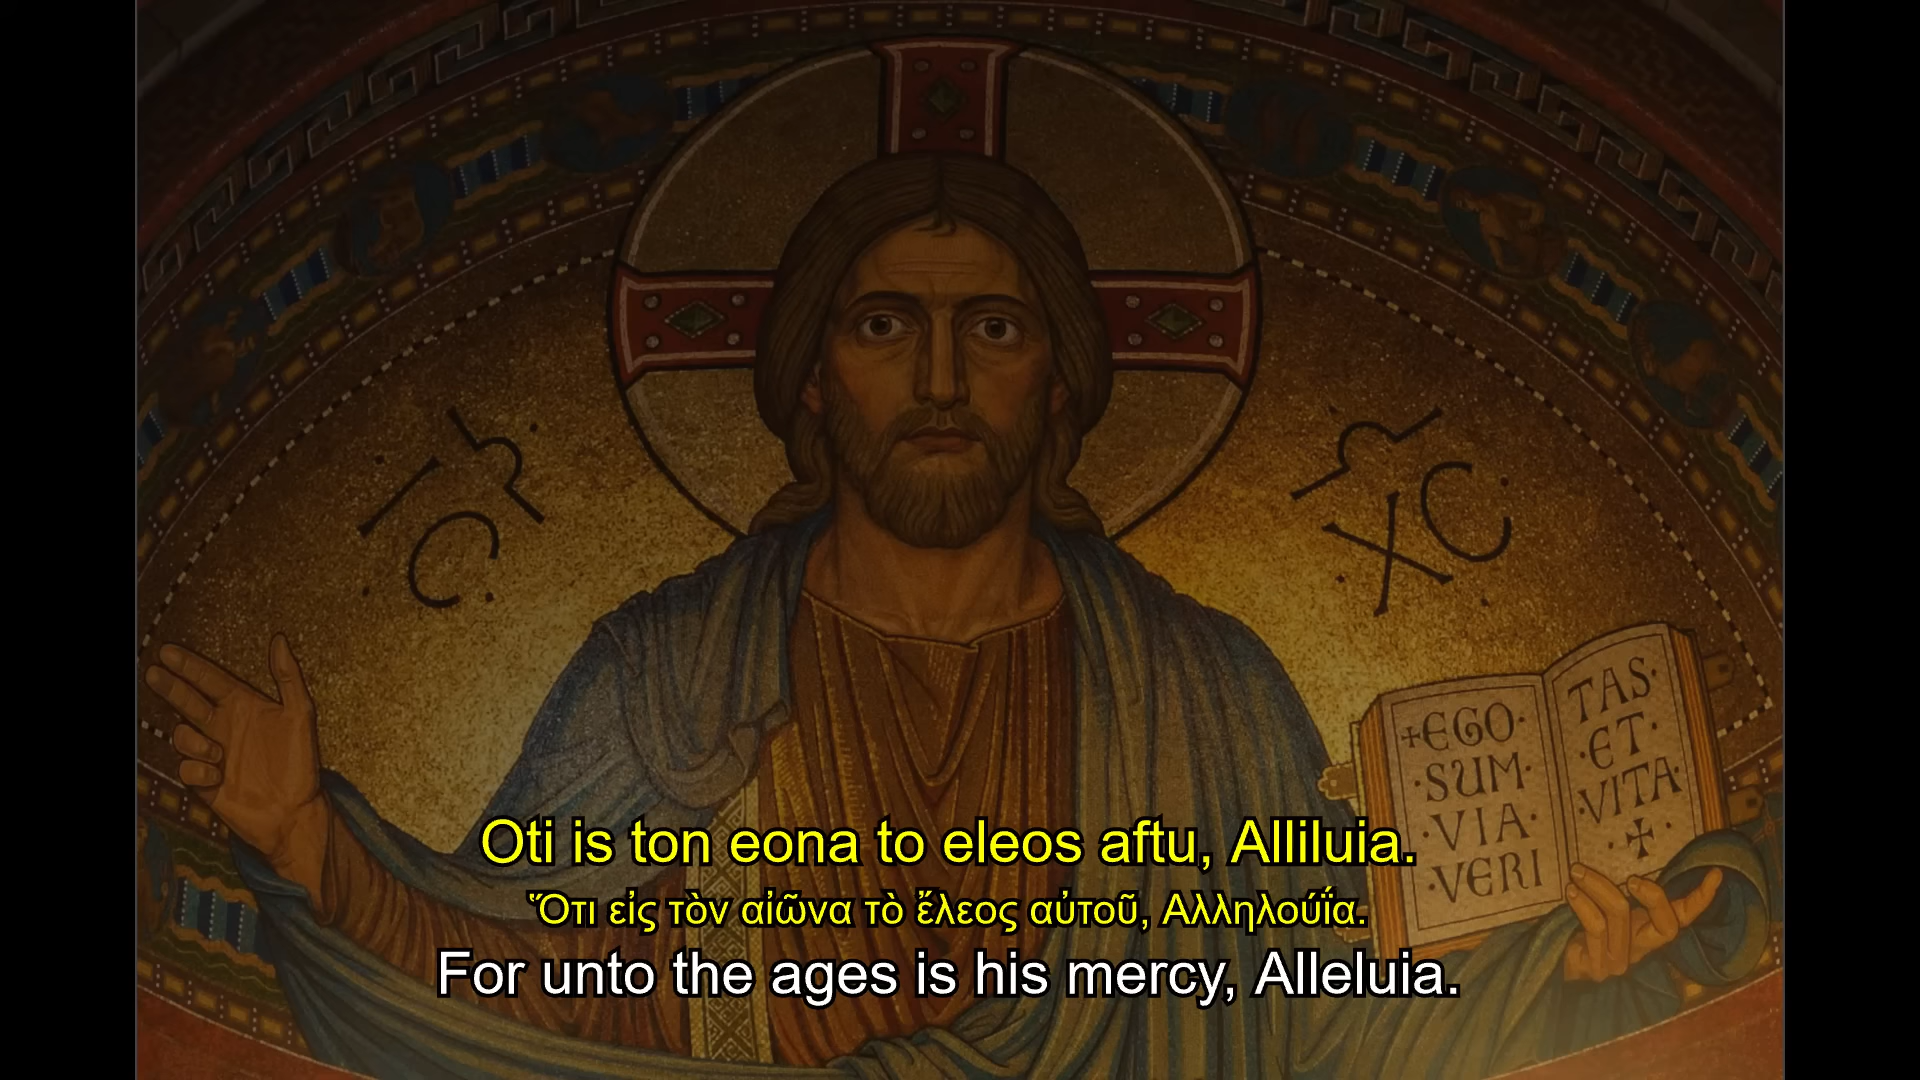 IC
XC
+EGO·
·SUM·
·VIA·
·VERI
TAS·
·ET·
·VITA·
Oti is ton eona to eleos aftu, Alliluia.
Ὅτι εἰς τὸν αἰῶνα τὸ ἔλεος αὐτοῦ, Αλληλούΐα.
For unto the ages is his mercy, Alleluia.